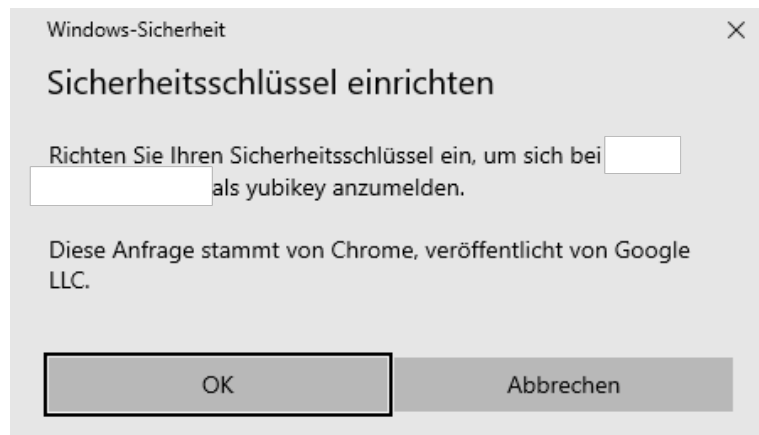 Windows-Sicherheit
Sicherheitsschlüssel einrichten
Richten Sie Ihren Sicherheitsschlüssel ein, um sich bei
als yubikey anzumelden.
Diese Anfrage stammt von Chrome, veröffentlicht von Google
LLC.
OK
Abbrechen